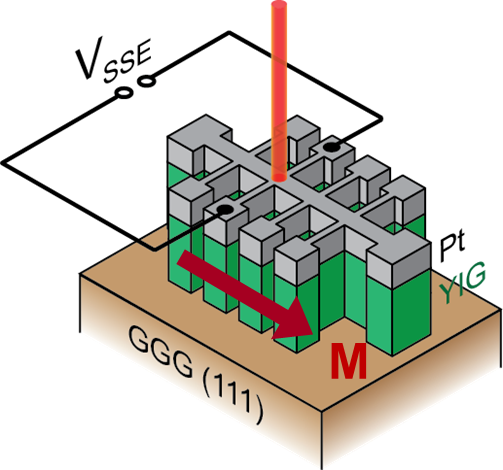 V_SSE
Pt
YIG
GGG (111)
M